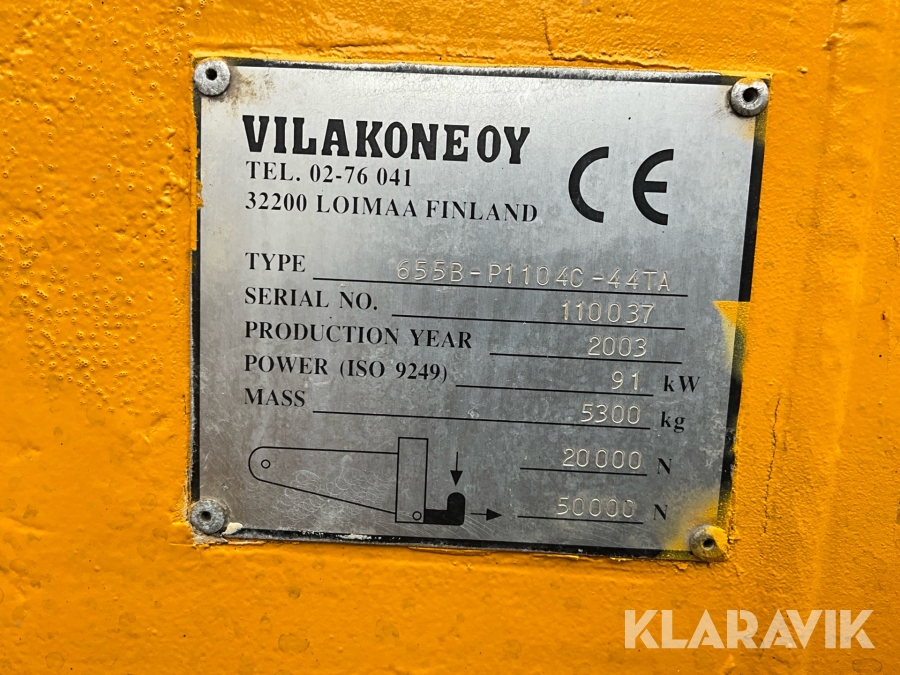 VILAKONE OY
TEL. 02-76 041
32200 LOIMAA FINLAND
CE
TYPE 655B-P1104C-44TA
SERIAL NO. 110037
PRODUCTION YEAR 2003
POWER (ISO 9249) 91 kW
MASS 5300 kg
20000 N
50000 N
KLARAVIK